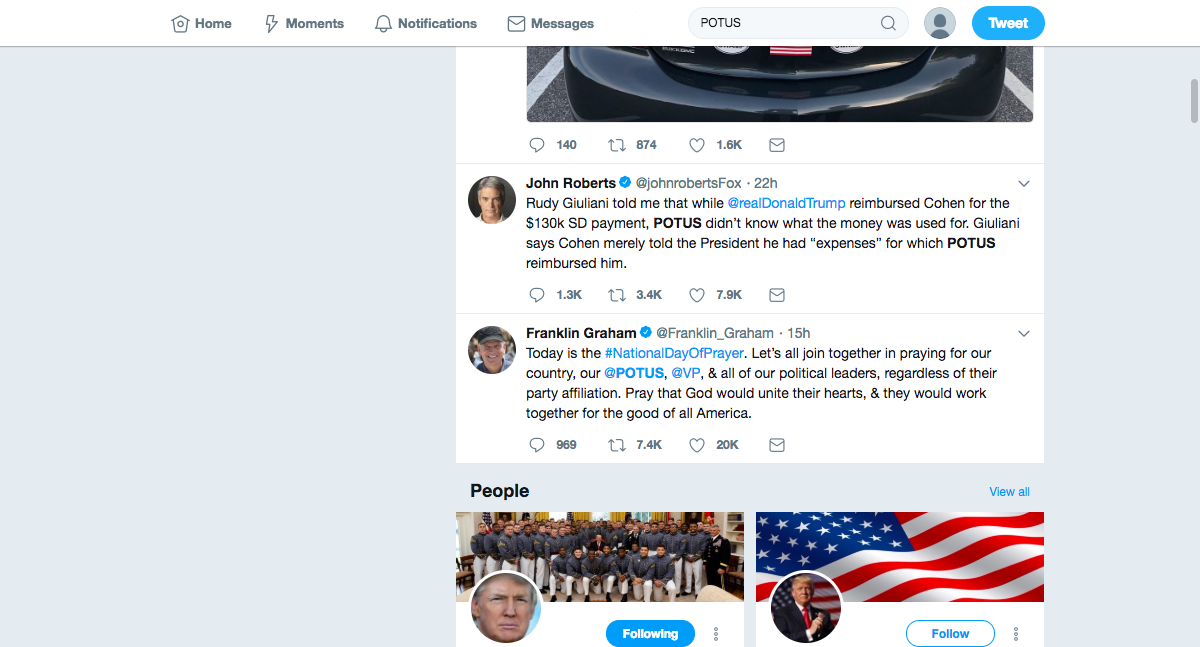 Home Moments Notifications Messages POTUS Tweet
140 874 1.6K
John Roberts @johnrobertsFox · 22h
Rudy Giuliani told me that while @realDonaldTrump reimbursed Cohen for the
$130k SD payment, POTUS didn’t know what the money was used for. Giuliani
says Cohen merely told the President he had “expenses” for which POTUS
reimbursed him.
1.3K 3.4K 7.9K
Franklin Graham @Franklin_Graham · 15h
Today is the #NationalDayOfPrayer. Let’s all join together in praying for our
country, our @POTUS, @VP, & all of our political leaders, regardless of their
party affiliation. Pray that God would unite their hearts, & they would work
together for the good of all America.
969 7.4K 20K
People View all
Following Follow